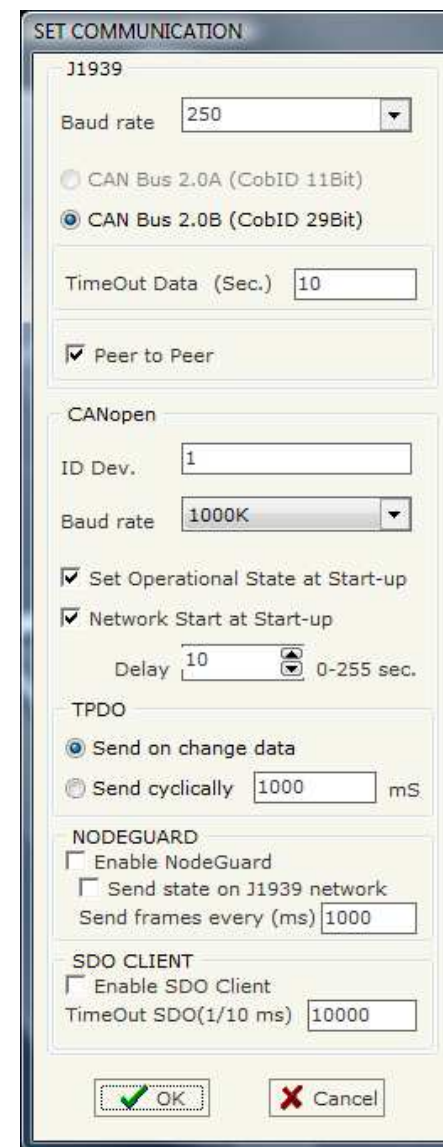 SET COMMUNICATION
J1939
Baud rate 250
CAN Bus 2.0A (CobID 11Bit)
CAN Bus 2.0B (CobID 29Bit)
TimeOut Data (Sec.) 10
Peer to Peer
CANopen
ID Dev. 1
Baud rate 1000K
Set Operational State at Start-up
Network Start at Start-up
Delay 10 0-255 sec.
TPDO
Send on change data
Send cyclically 1000 mS
NODEGUARD
Enable NodeGuard
Send state on J1939 network
Send frames every (ms) 1000
SDO CLIENT
Enable SDO Client
TimeOut SDO(1/10 ms) 10000
OK Cancel